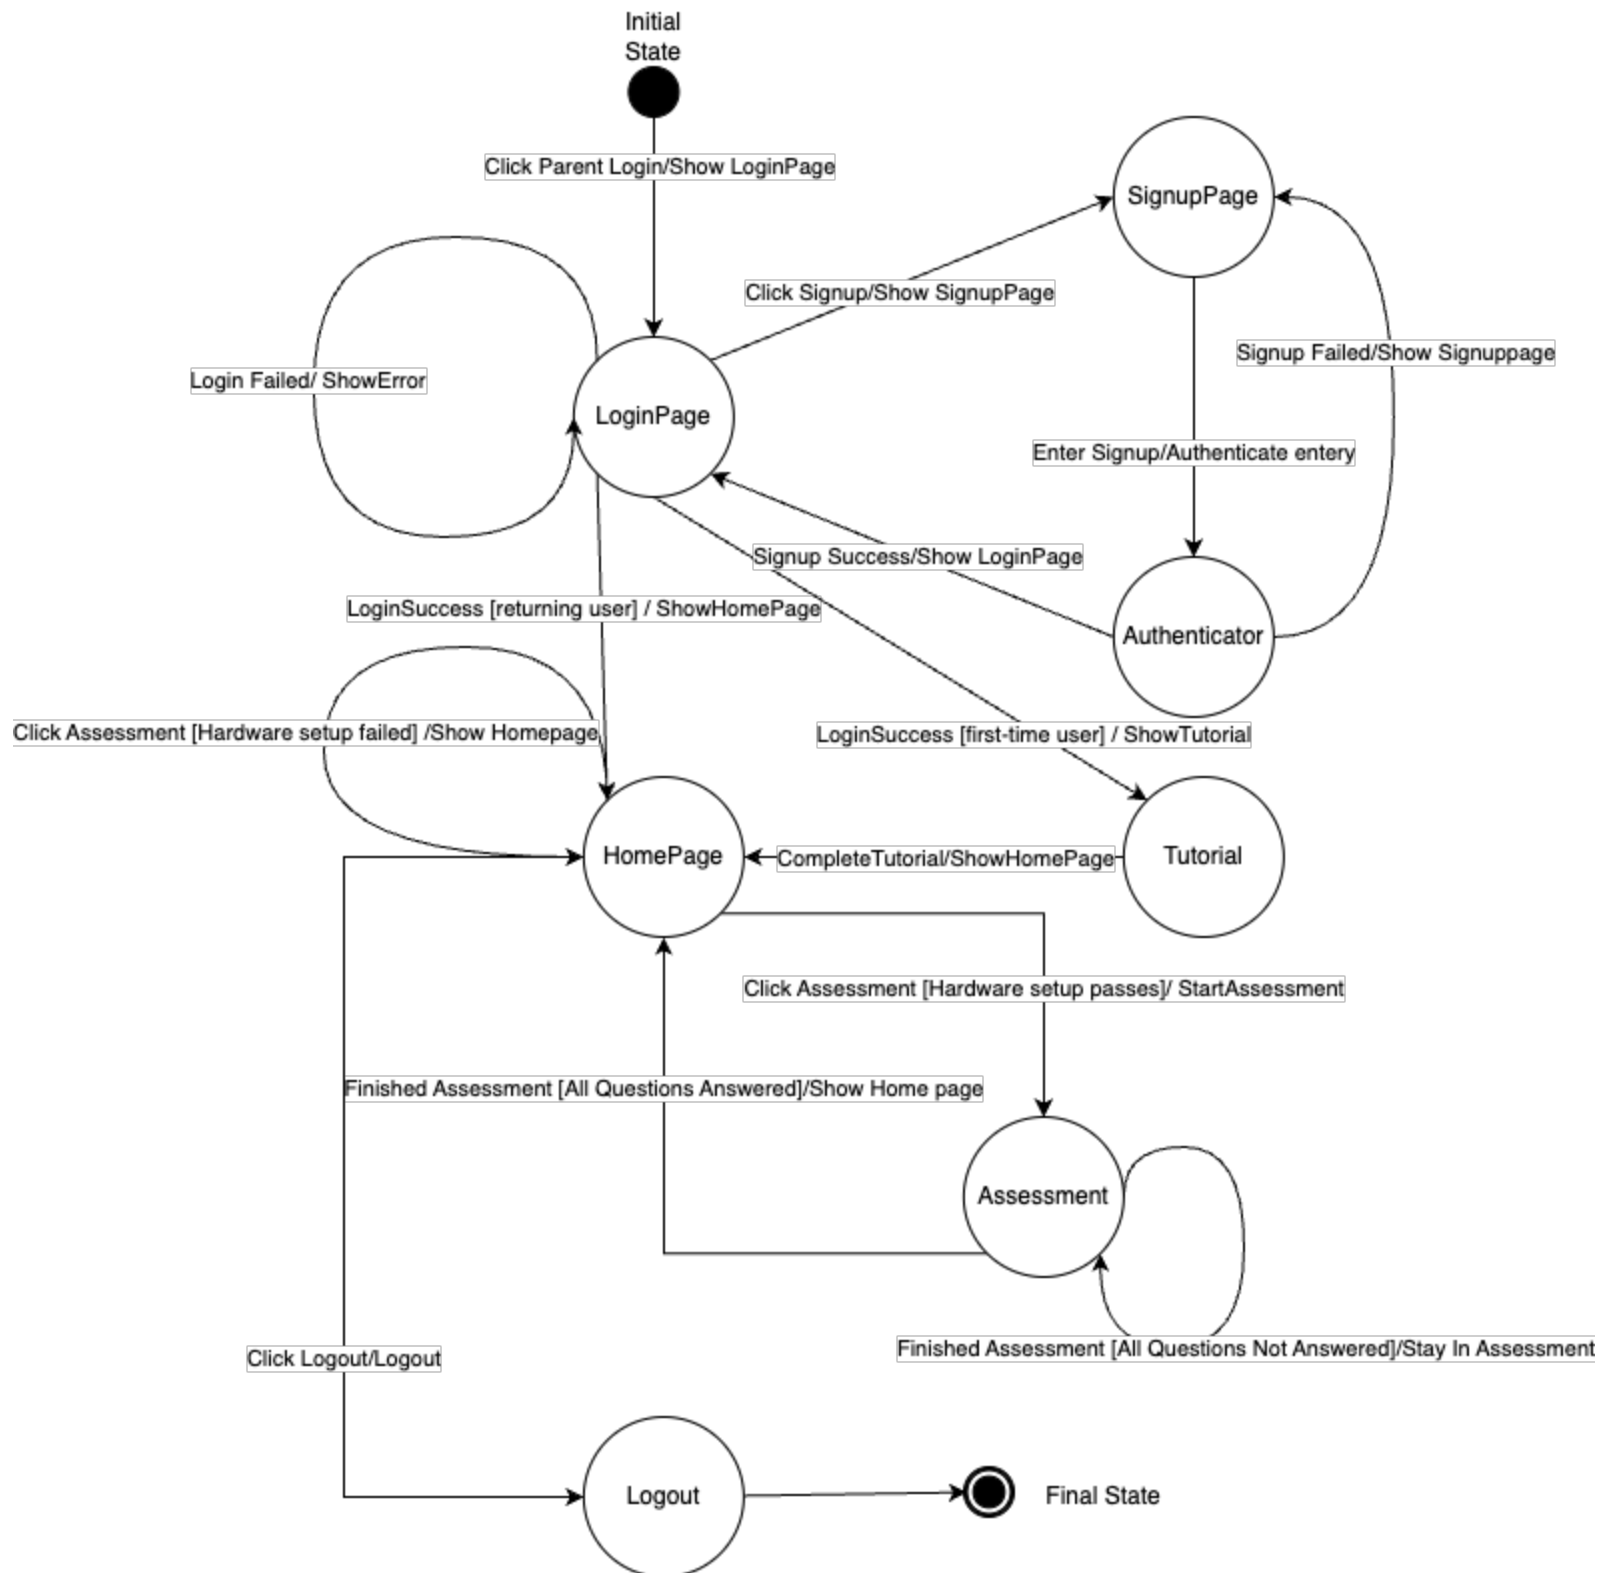 Initial
State
Click Parent Login/Show LoginPage
SignupPage
Click Signup/Show SignupPage
Signup Failed/Show Signuppage
Login Failed/ ShowError
LoginPage
Enter Signup/Authenticate entery
Signup Success/Show LoginPage
LoginSuccess [returning user] / ShowHomePage
Authenticator
Click Assessment [Hardware setup failed] /Show Homepage
LoginSuccess [first-time user] / ShowTutorial
HomePage
CompleteTutorial/ShowHomePage
Tutorial
Click Assessment [Hardware setup passes]/ StartAssessment
Finished Assessment [All Questions Answered]/Show Home page
Assessment
Finished Assessment [All Questions Not Answered]/Stay In Assessment
Click Logout/Logout
Logout
Final State